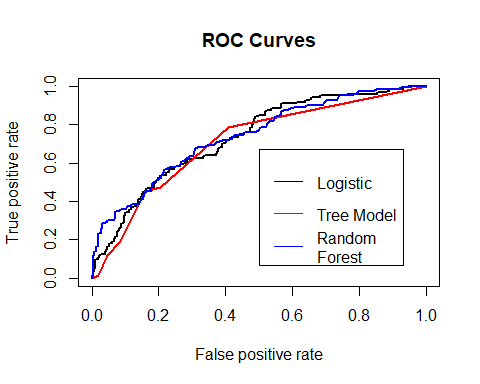 ROC Curves
True positive rate
1.0
0.8
0.6
0.4
0.2
0.0
Logistic
Tree Model
Random
Forest
0.0 0.2 0.4 0.6 0.8 1.0
False positive rate